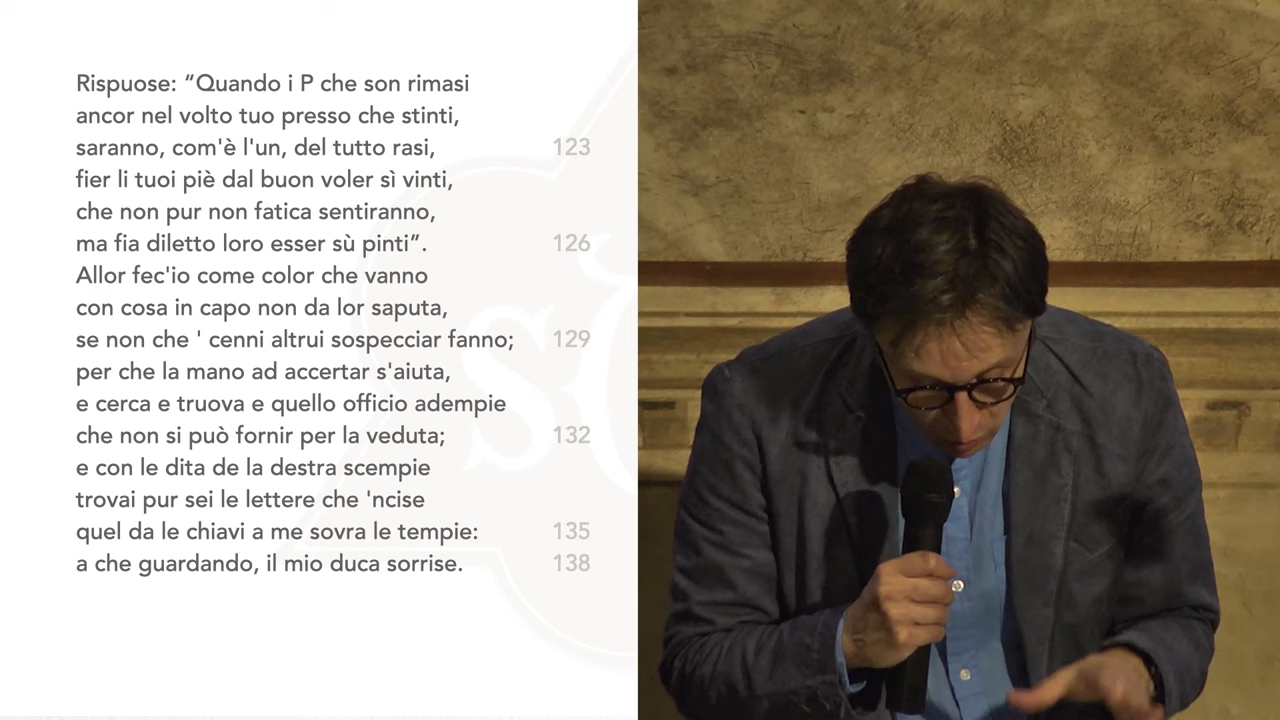 Rispuose: “Quando i P che son rimasi
ancor nel volto tuo presso che stinti,
saranno, com'è l'un, del tutto rasi, 123
fier li tuoi piè dal buon voler sì vinti,
che non pur non fatica sentiranno,
ma fia diletto loro esser sù pinti”. 126
Allor fec'io come color che vanno
con cosa in capo non da lor saputa,
se non che ' cenni altrui sospecciar fanno; 129
per che la mano ad accertar s'aiuta,
e cerca e truova e quello officio adempie
che non si può fornir per la veduta; 132
e con le dita de la destra scempie
trovai pur sei le lettere che 'ncise
quel da le chiavi a me sovra le tempie: 135
a che guardando, il mio duca sorrise. 138